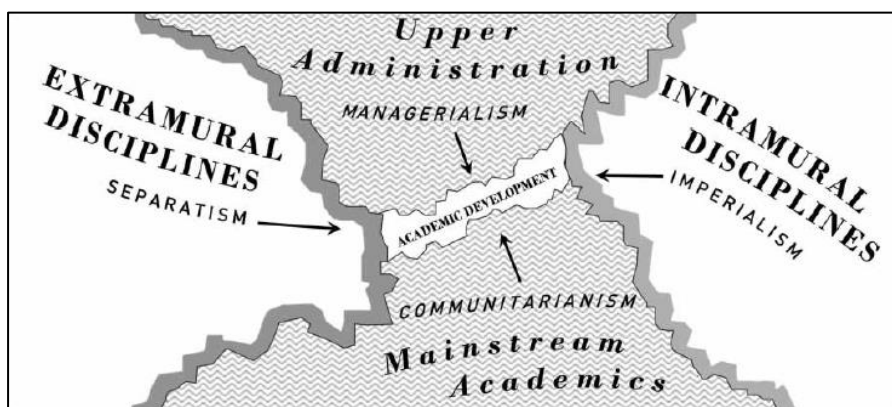 Upper
Administration
MANAGERIALISM
EXTRAMURAL
DISCIPLINES
SEPARATISM
INTRAMURAL
DISCIPLINES
IMPERIALISM
ACADEMIC DEVELOPMENT
COMMUNITARIANISM
Mainstream
Academics